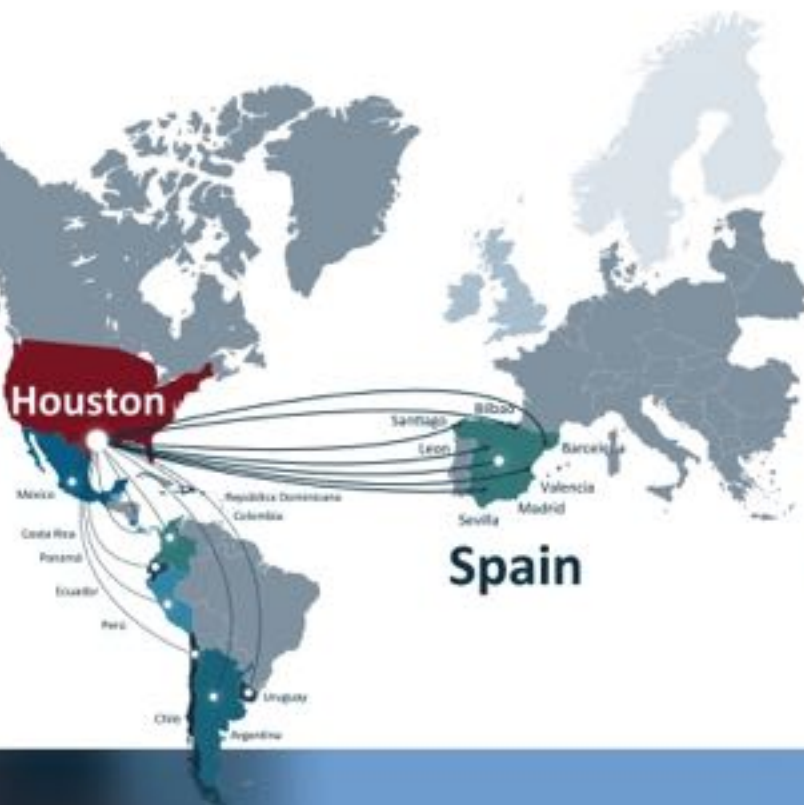 Houston
Bilbao
Santiago
Leon
Barcelona
Valencia
Madrid
Sevilla
Spain
México
República Dominicana
Colombia
Costa Rica
Panamá
Ecuador
Perú
Uruguay
Chile
Argentina